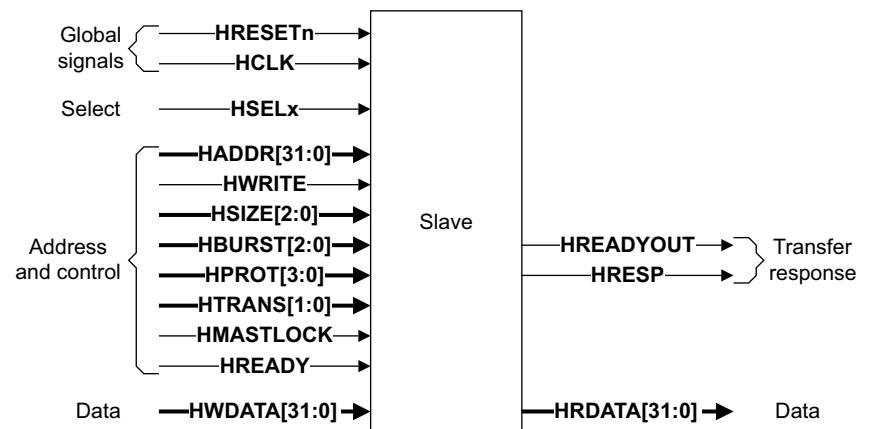 Global
signals
HRESETn
HCLK
Select
HSELx
Address
and control
HADDR[31:0]
HWRITE
HSIZE[2:0]
HBURST[2:0]
HPROT[3:0]
HTRANS[1:0]
HMASTLOCK
HREADY
Data
HWDATA[31:0]
Slave
HREADYOUT
HRESP
Transfer
response
HRDATA[31:0]
Data